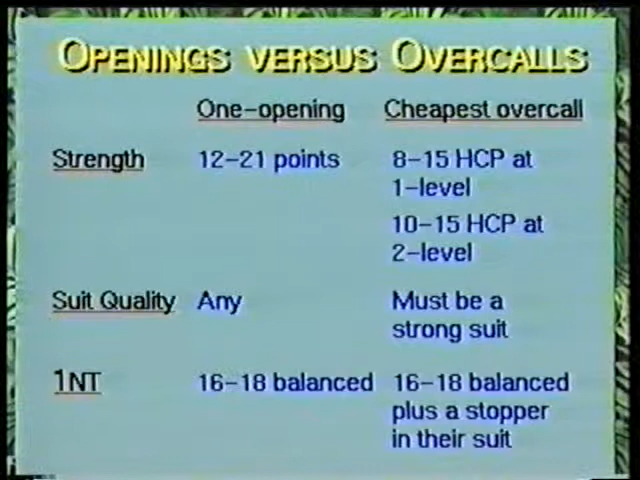 OPENINGS VERSUS OVERCALLS
One-opening Cheapest overcall
Strength 12-21 points 8-15 HCP at
1-level
10-15 HCP at
2-level
Suit Quality Any Must be a
strong suit
1NT 16-18 balanced 16-18 balanced
plus a stopper
in their suit